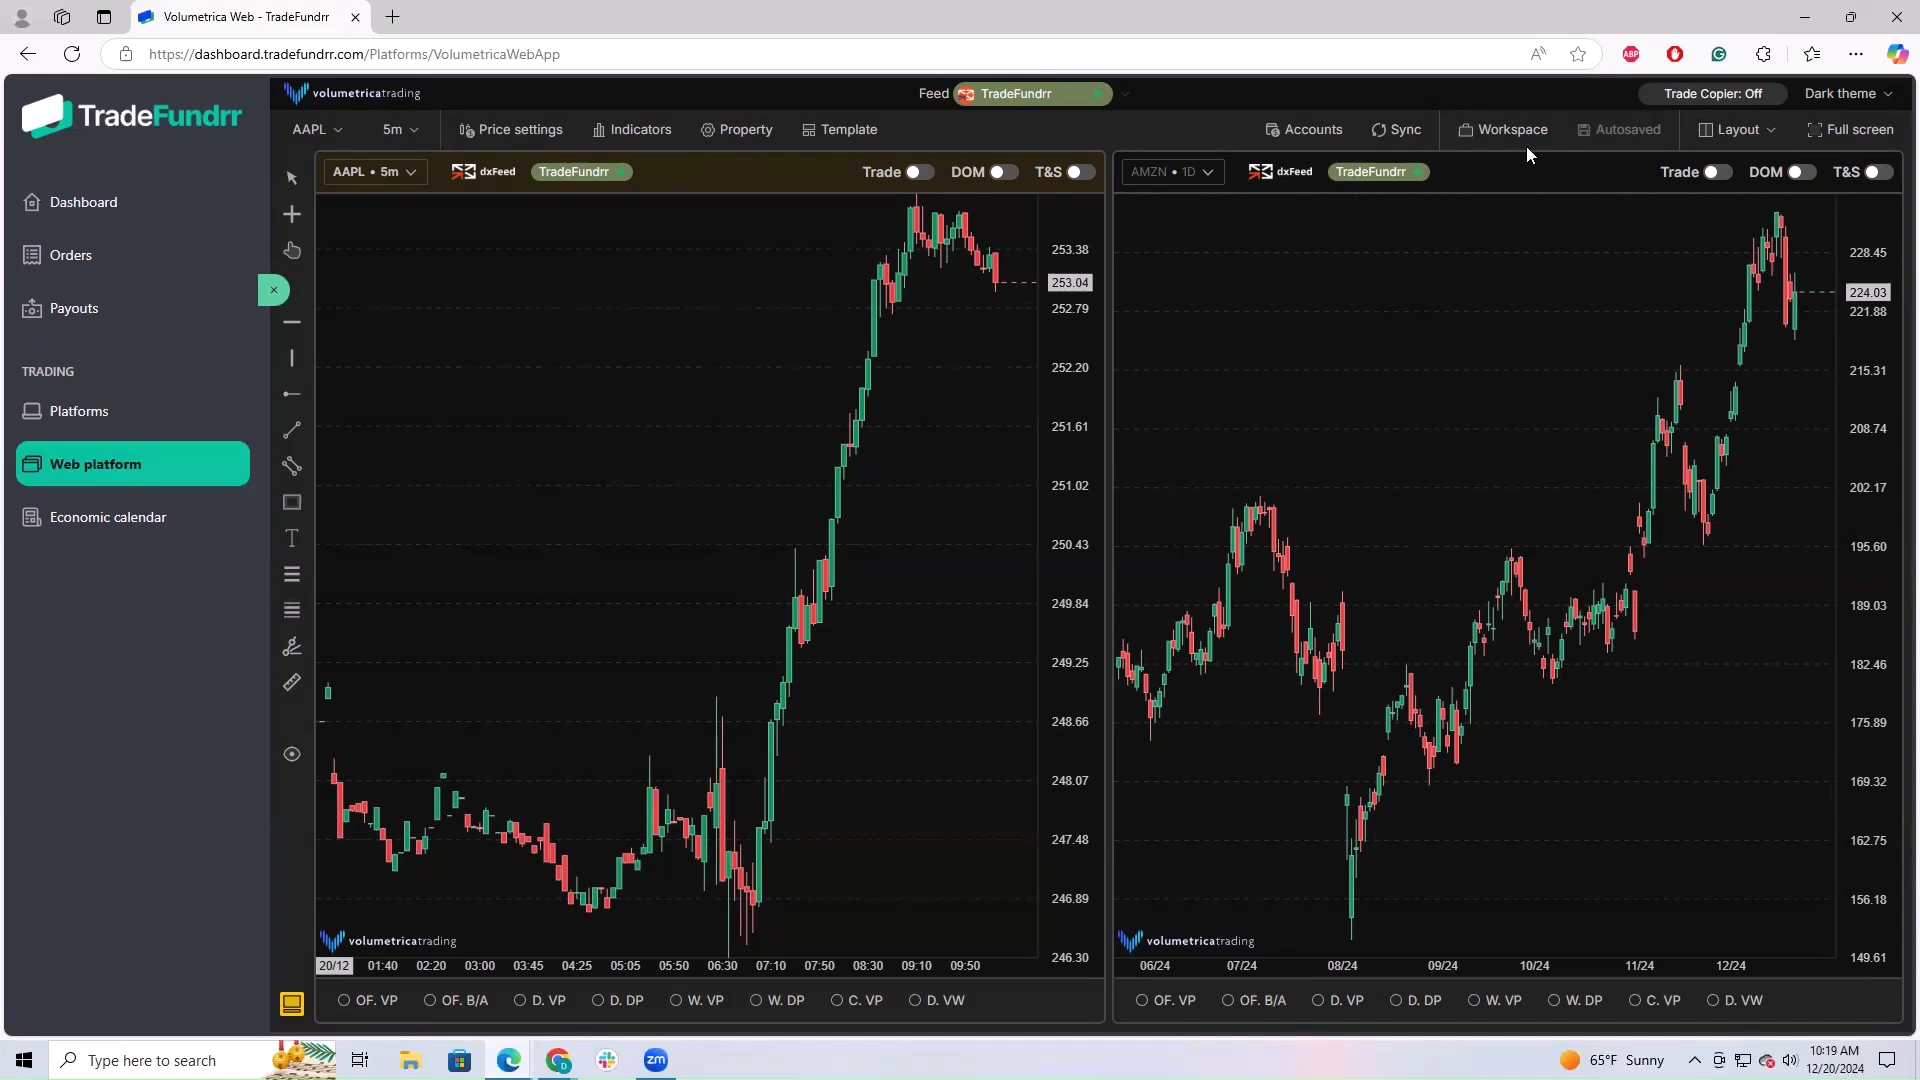 Volumetrica Web - TradeFundrr
https://dashboard.tradefundrr.com/Platforms/VolumetricaWebApp
ABP
TradeFundrr
Dashboard
Orders
Payouts
TRADING
Platforms
Web platform
Economic calendar
volumetricatrading
Feed TradeFundrr
Trade Copier: Off
Dark theme
AAPL 5m Price settings Indicators Property Template
Accounts Sync Workspace Autosaved Layout Full screen
AAPL • 5m dxFeed TradeFundrr Trade DOM T&S
253.38
253.04
252.79
252.20
251.61
251.02
250.43
249.84
249.25
248.66
248.07
247.48
246.89
246.30
volumetricatrading
20/12 01:40 02:20 03:00 03:45 04:25 05:05 05:50 06:30 07:10 07:50 08:30 09:10 09:50
OF. VP OF. B/A D. VP D. DP W. VP W. DP C. VP D. VW
AMZN • 1D dxFeed TradeFundrr Trade DOM T&S
228.45
224.03
221.88
215.31
208.74
202.17
195.60
189.03
182.46
175.89
169.32
162.75
156.18
149.61
volumetricatrading
06/24 07/24 08/24 09/24 10/24 11/24 12/24
OF. VP OF. B/A D. VP D. DP W. VP W. DP C. VP D. VW
Type here to search
zm
65°F Sunny
10:19 AM
12/20/2024